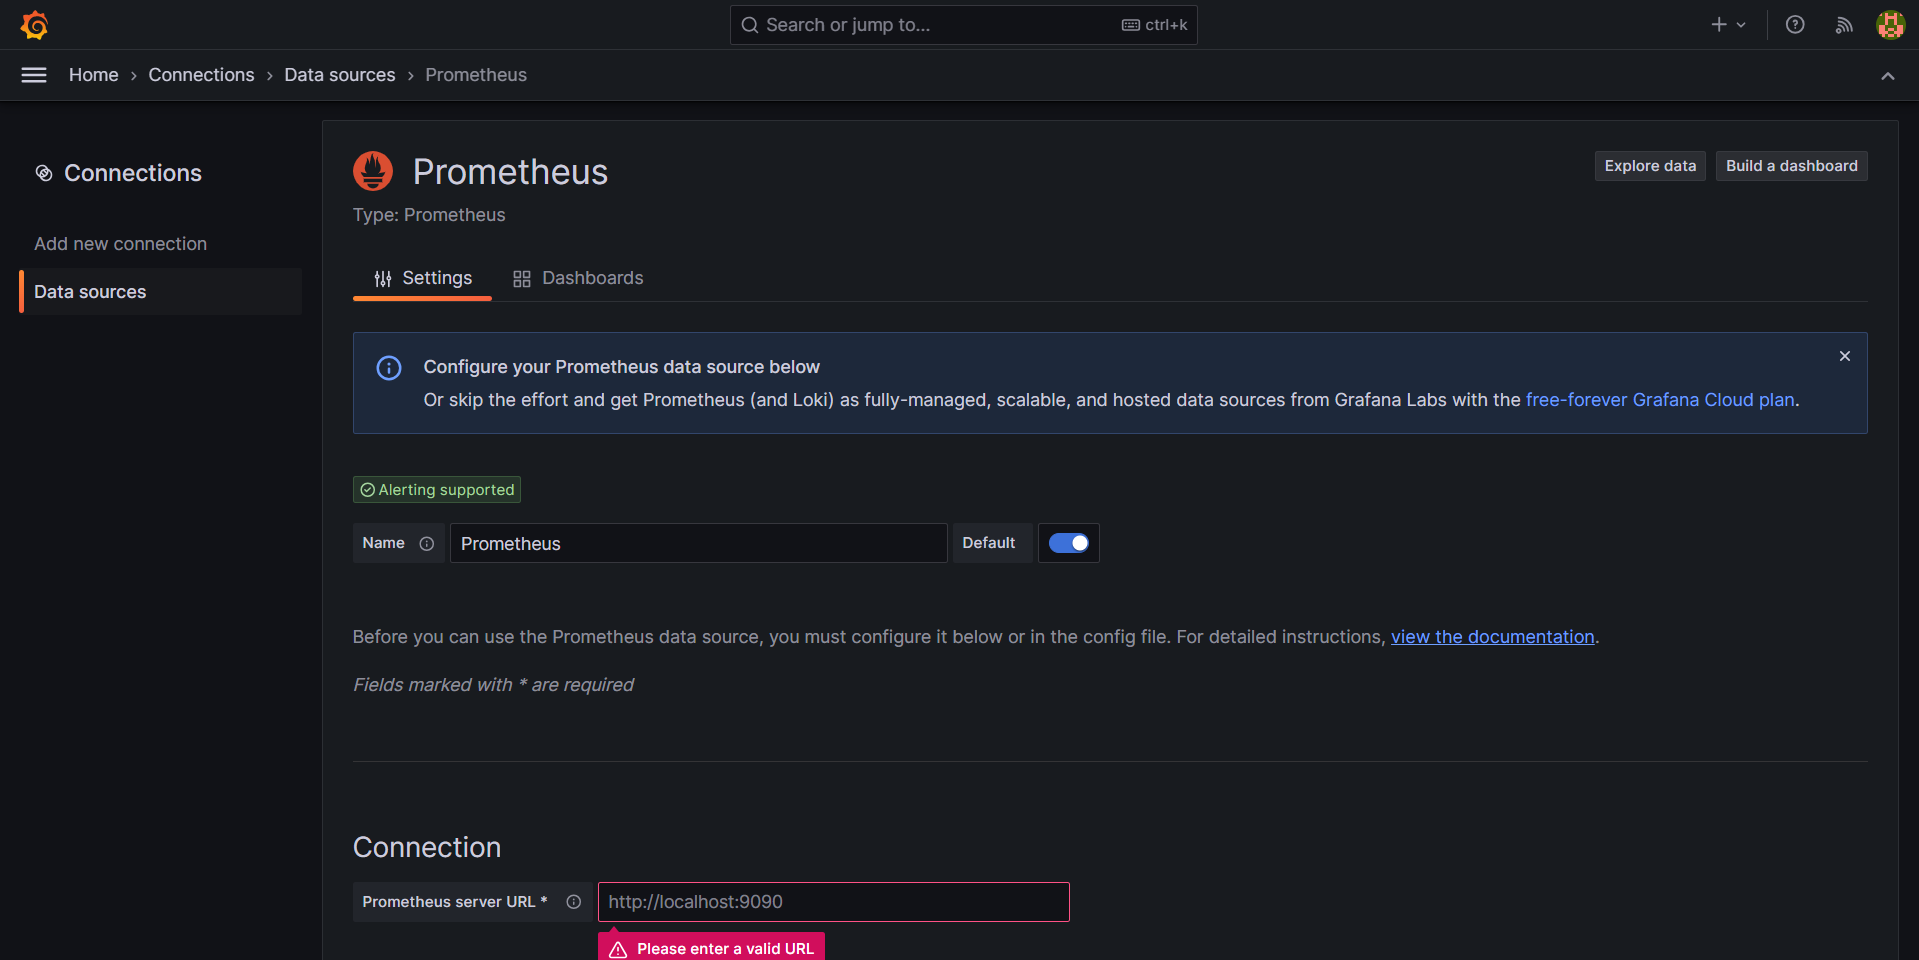 Search or jump to...
ctrl+k
Home › Connections › Data sources › Prometheus
Connections
Add new connection
Data sources
Prometheus
Explore data
Build a dashboard
Type: Prometheus
Settings
Dashboards
Configure your Prometheus data source below
Or skip the effort and get Prometheus (and Loki) as fully-managed, scalable, and hosted data sources from Grafana Labs with the free-forever Grafana Cloud plan.
Alerting supported
Name
Prometheus
Default
Before you can use the Prometheus data source, you must configure it below or in the config file. For detailed instructions, view the documentation.
Fields marked with * are required
Connection
Prometheus server URL *
http://localhost:9090
Please enter a valid URL